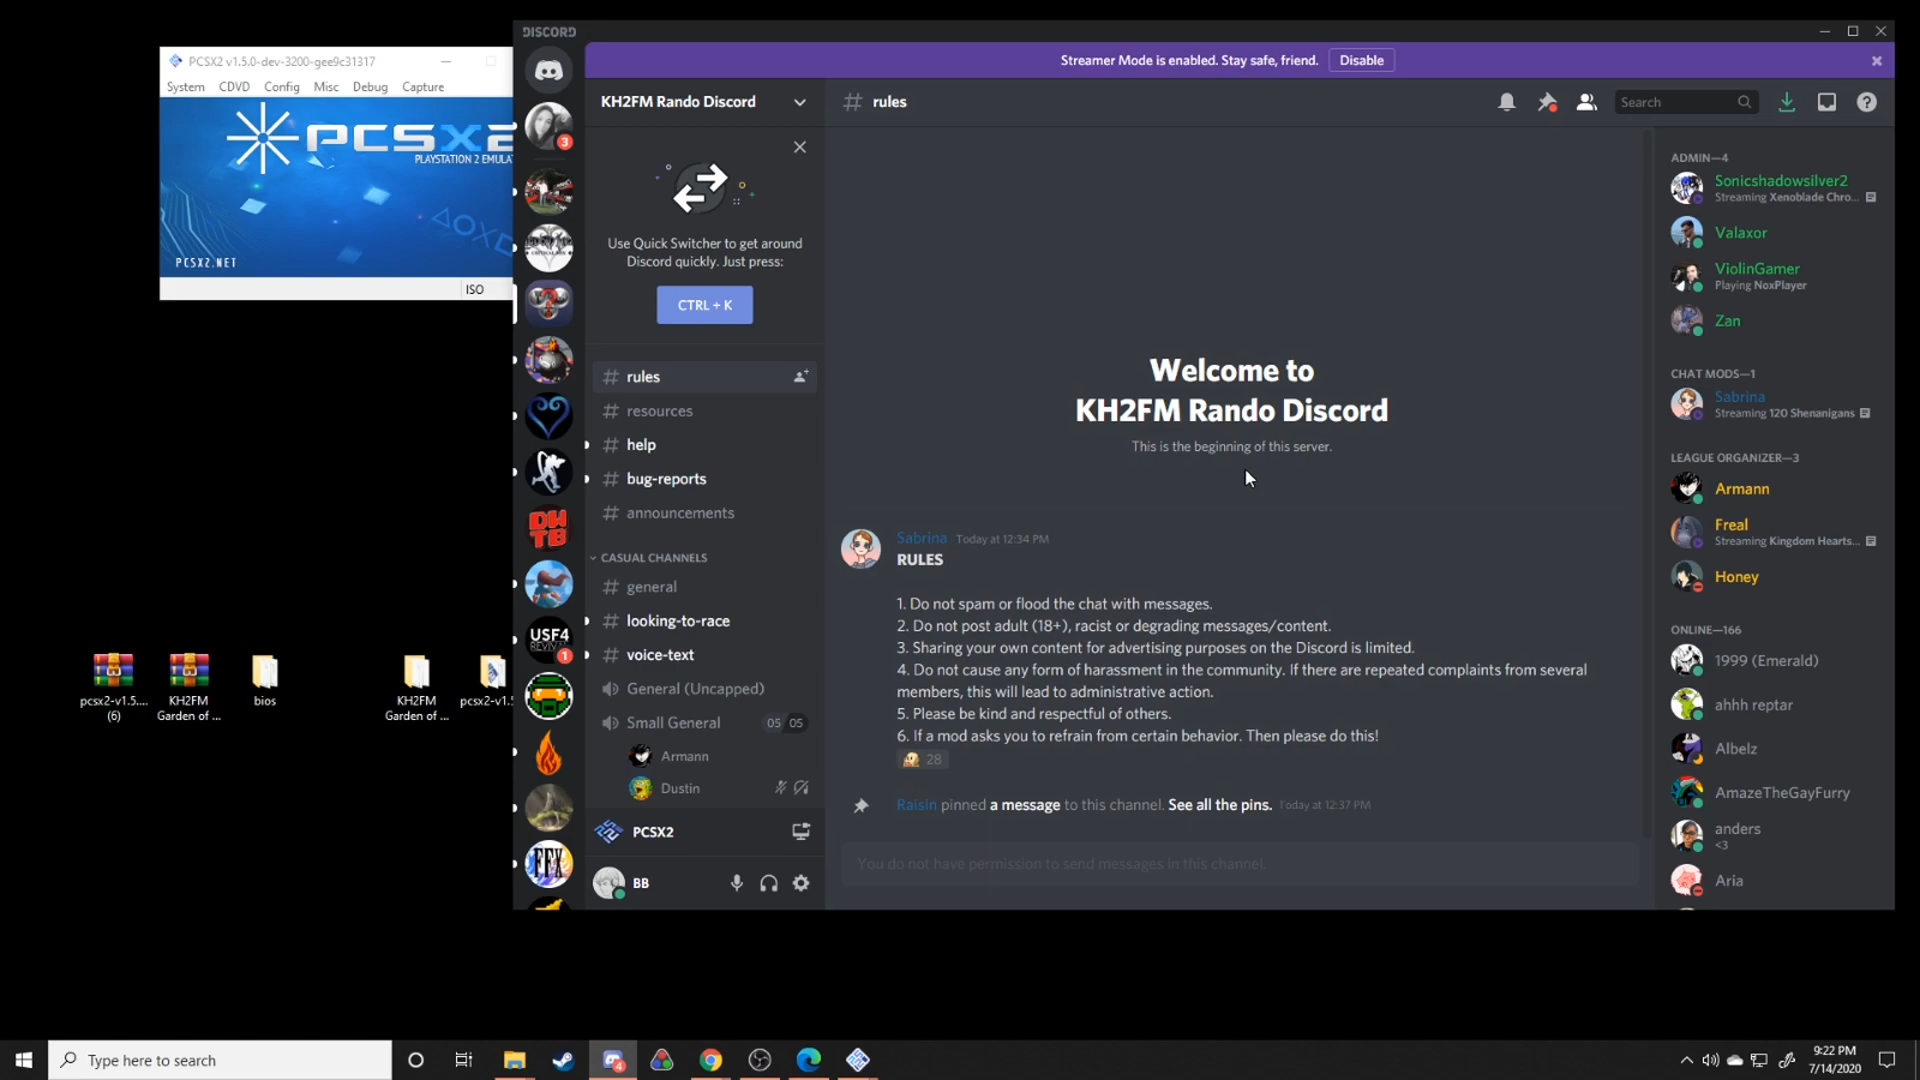 PCSX2 v1.5.0-dev-3200-gee9c31317
System CDVD Config Misc Debug Capture
PCSX2
PLAYSTATION 2 EMULAT
PCSX2.NET
ISO
pcsx2-v1.5....
(6)
KH2FM
Garden of ...
bios
KH2FM
Garden of ...
pcsx2-v1.5
DISCORD
Streamer Mode is enabled. Stay safe, friend. Disable
3
DW
TB
USF4
1
FFX
KH2FM Rando Discord
Use Quick Switcher to get around
Discord quickly. Just press:
CTRL + K
# rules
# resources
# help
# bug-reports
# announcements
CASUAL CHANNELS
# general
# looking-to-race
# voice-text
General (Uncapped)
Small General 05 05
Armann
Dustin
PCSX2
BB
# rules
Search
Welcome to
KH2FM Rando Discord
This is the beginning of this server.
Sabrina Today at 12:34 PM
RULES
1. Do not spam or flood the chat with messages.
2. Do not post adult (18+), racist or degrading messages/content.
3. Sharing your own content for advertising purposes on the Discord is limited.
4. Do not cause any form of harassment in the community. If there are repeated complaints from several
members, this will lead to administrative action.
5. Please be kind and respectful of others.
6. If a mod asks you to refrain from certain behavior. Then please do this!
28
Raisin pinned a message to this channel. See all the pins. Today at 12:37 PM
You do not have permission to send messages in this channel.
ADMIN—4
Sonicshadowsilver2
Streaming Xenoblade Chro...
Valaxor
ViolinGamer
Playing NoxPlayer
Zan
CHAT MODS—1
Sabrina
Streaming 120 Shenanigans
LEAGUE ORGANIZER—3
Armann
Freal
Streaming Kingdom Hearts...
Honey
ONLINE—166
1999 (Emerald)
ahhh reptar
Albelz
AmazeTheGayFurry
anders
<3
Aria
Type here to search
4
9:22 PM
7/14/2020